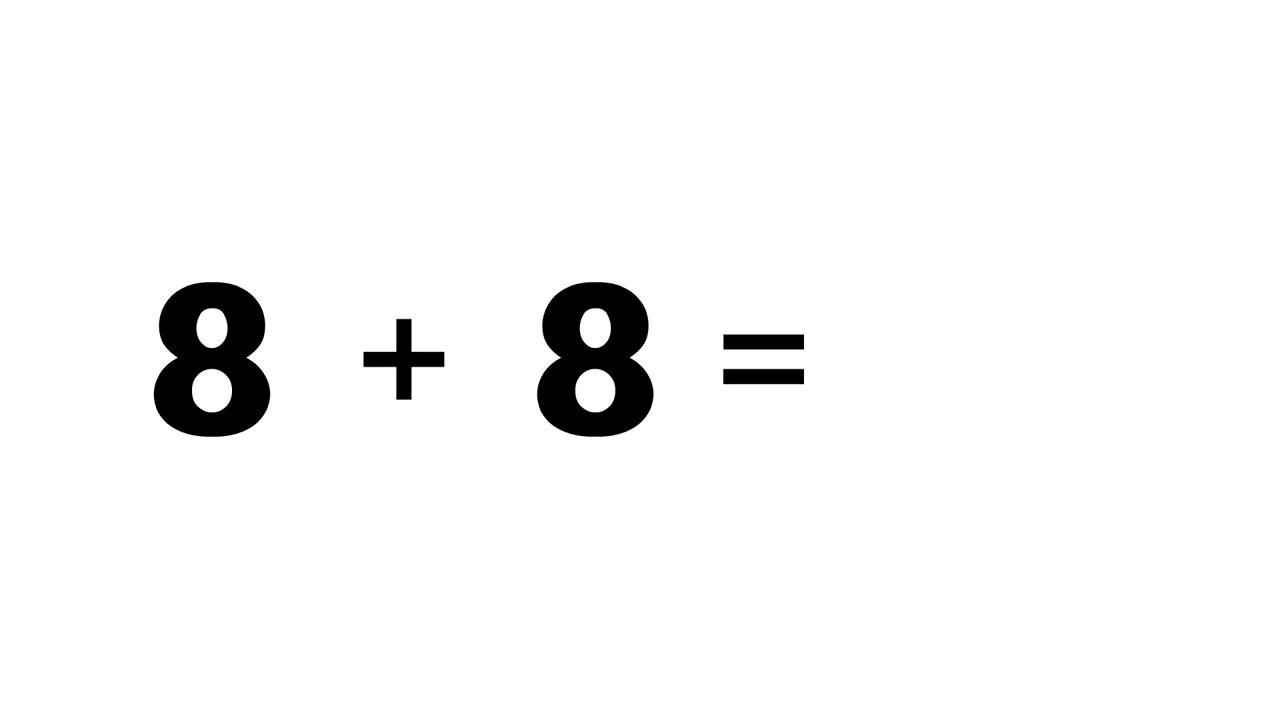 8 + 8 =